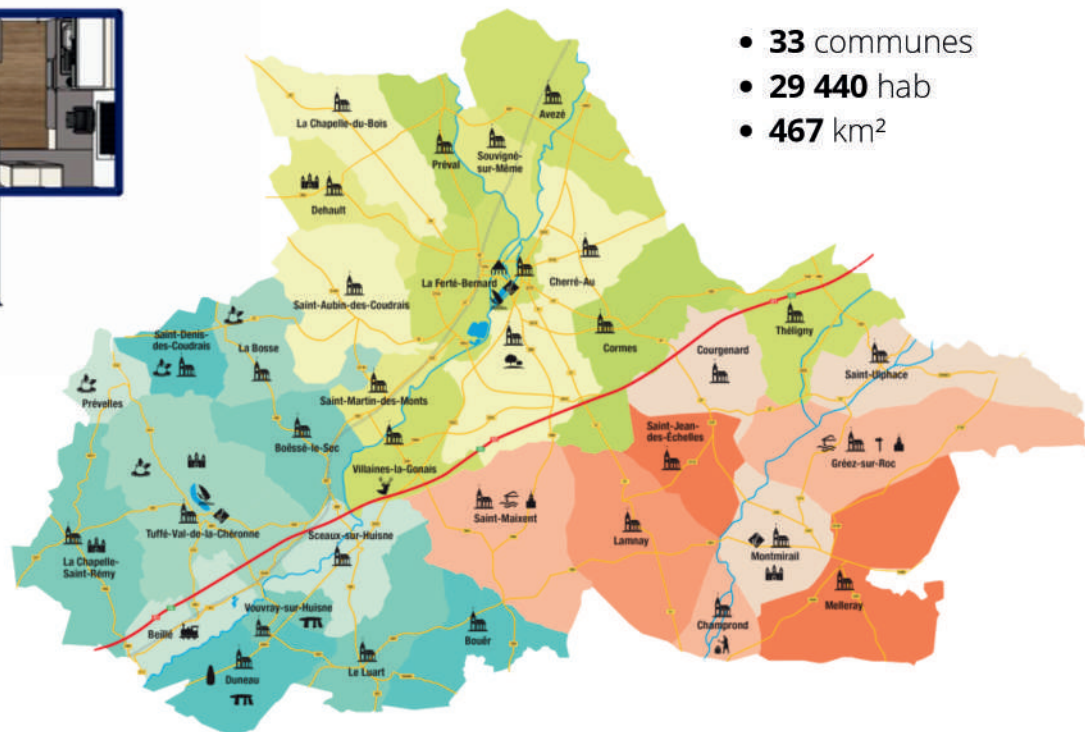 • 33 communes
• 29 440 hab
• 467 km²
Avezé
La Chapelle-du-Bois
Souvigné-
sur-Même
Préval
Dehault
La Ferté-Bernard
Cherré-Au
Saint-Aubin-des-Coudrais
Saint-Denis-
des-Coudrais
La Bosse
Cormes
Théligny
Courgenard
Saint-Ulphace
Prévelles
Saint-Martin-des-Monts
Boëssé-le-Sec
Saint-Jean-
des-Échelles
Villaines-la-Gonais
Gréez-sur-Roc
Saint-Maixent
Lamnay
Tuffé-Val-de-la-Chéronne
Sceaux-sur-Huisne
Montmirail
La Chapelle-
Saint-Rémy
Melleray
Vouvray-sur-Huisne
Champrond
Beillé
Bouër
Le Luart
Duneau